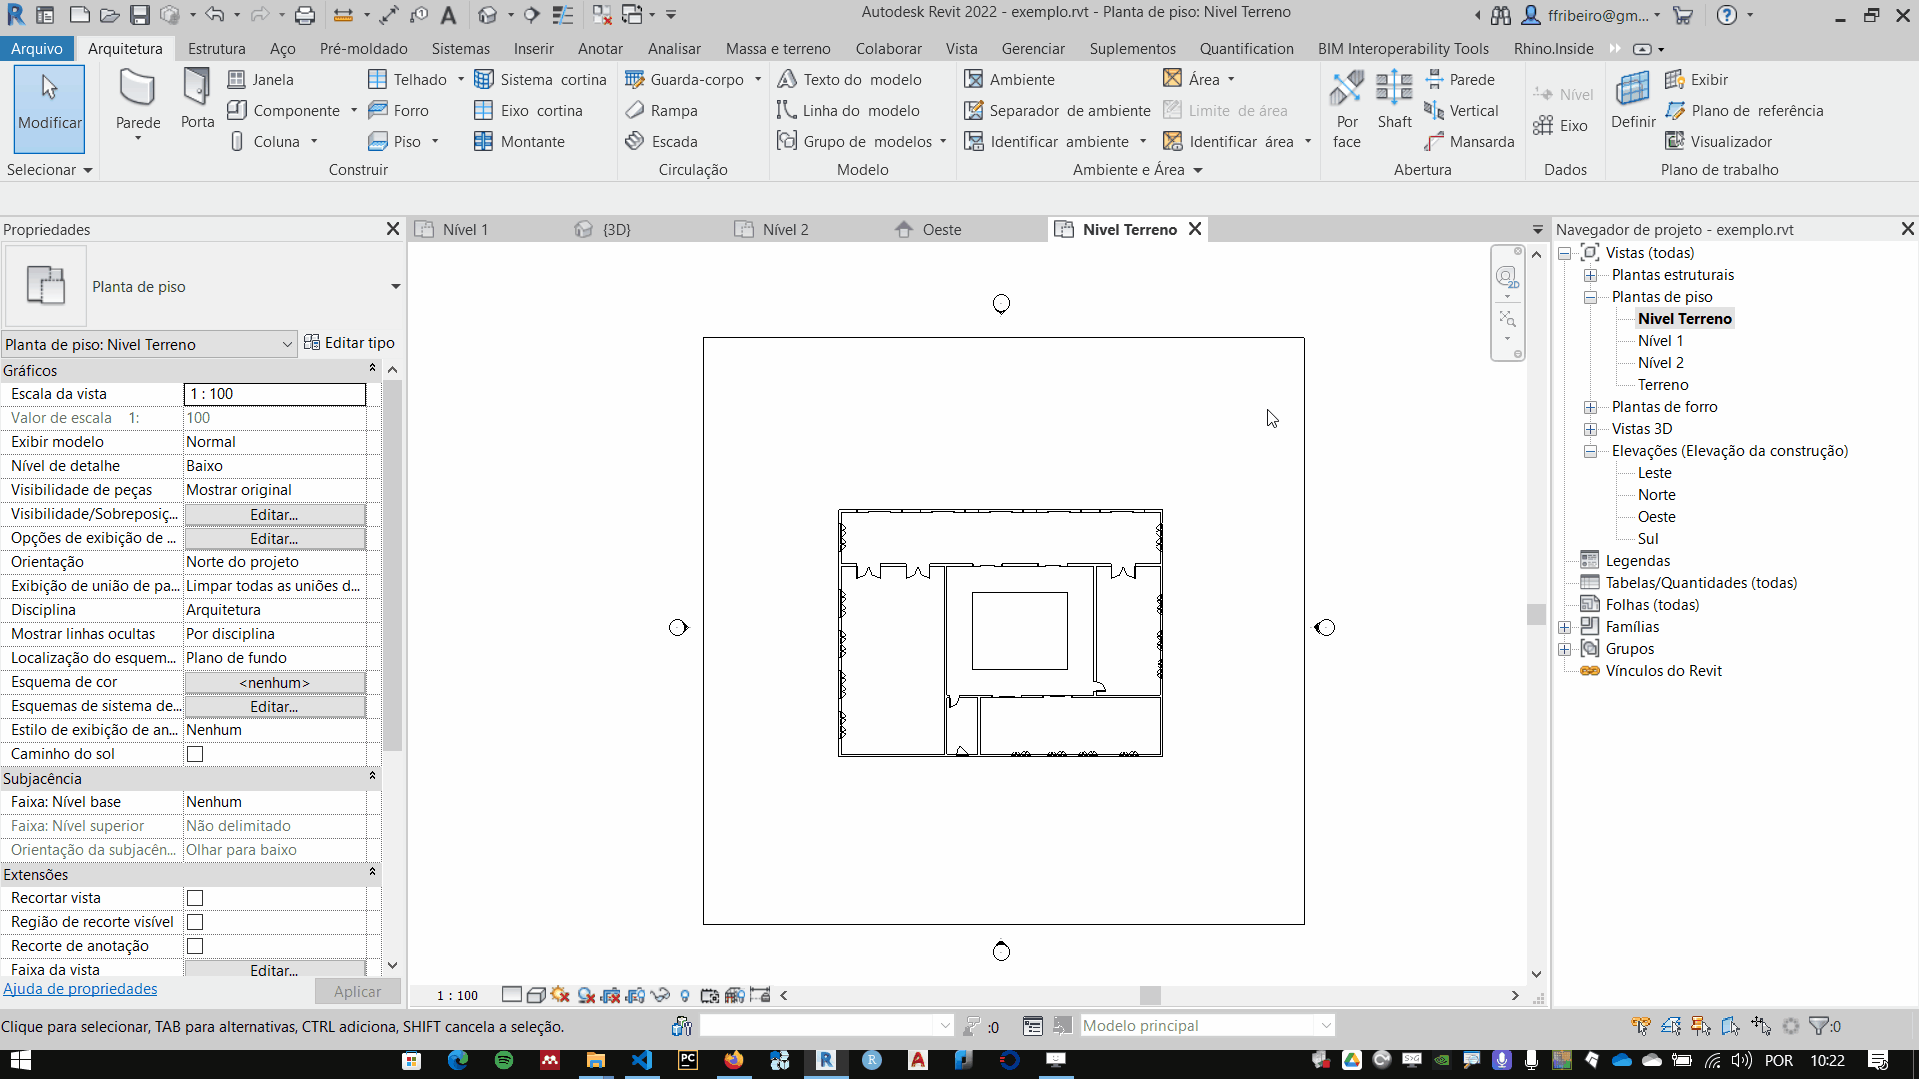 Autodesk Revit 2022 - exemplo.rvt - Planta de piso: Nivel Terreno
ffribeiro@gm...
Arquivo Arquitetura Estrutura Aço Pré-moldado Sistemas Inserir Anotar Analisar Massa e terreno Colaborar Vista Gerenciar Suplementos Quantification BIM Interoperability Tools Rhino.Inside
Modificar
Selecionar
Parede
Porta
Janela
Componente
Coluna
Telhado
Forro
Piso
Sistema cortina
Eixo cortina
Montante
Construir
Guarda-corpo
Rampa
Escada
Circulação
Texto do modelo
Linha do modelo
Grupo de modelos
Modelo
Ambiente
Separador de ambiente
Identificar ambiente
Área
Limite de área
Identificar área
Ambiente e Área
Por
face
Shaft
Parede
Vertical
Mansarda
Abertura
Nível
Eixo
Dados
Definir
Exibir
Plano de referência
Visualizador
Plano de trabalho
Propriedades
Planta de piso
Planta de piso: Nivel Terreno
Editar tipo
Gráficos
Escala da vista 1 : 100
Valor de escala 1: 100
Exibir modelo Normal
Nível de detalhe Baixo
Visibilidade de peças Mostrar original
Visibilidade/Sobreposiç... Editar...
Opções de exibição de ... Editar...
Orientação Norte do projeto
Exibição de união de pa... Limpar todas as uniões d...
Disciplina Arquitetura
Mostrar linhas ocultas Por disciplina
Localização do esquem... Plano de fundo
Esquema de cor <nenhum>
Esquemas de sistema de... Editar...
Estilo de exibição de an... Nenhum
Caminho do sol
Subjacência
Faixa: Nível base Nenhum
Faixa: Nível superior Não delimitado
Orientação da subjacên... Olhar para baixo
Extensões
Recortar vista
Região de recorte visível
Recorte de anotação
Faixa da vista Editar...
Ajuda de propriedades
Aplicar
Nível 1
{3D}
Nível 2
Oeste
Nivel Terreno
2D
1 : 100
Navegador de projeto - exemplo.rvt
Vistas (todas)
Plantas estruturais
Plantas de piso
Nivel Terreno
Nível 1
Nível 2
Terreno
Plantas de forro
Vistas 3D
Elevações (Elevação da construção)
Leste
Norte
Oeste
Sul
Legendas
Tabelas/Quantidades (todas)
Folhas (todas)
Famílias
Grupos
Vínculos do Revit
Clique para selecionar, TAB para alternativas, CTRL adiciona, SHIFT cancela a seleção.
:0
Modelo principal
:0
POR
10:22